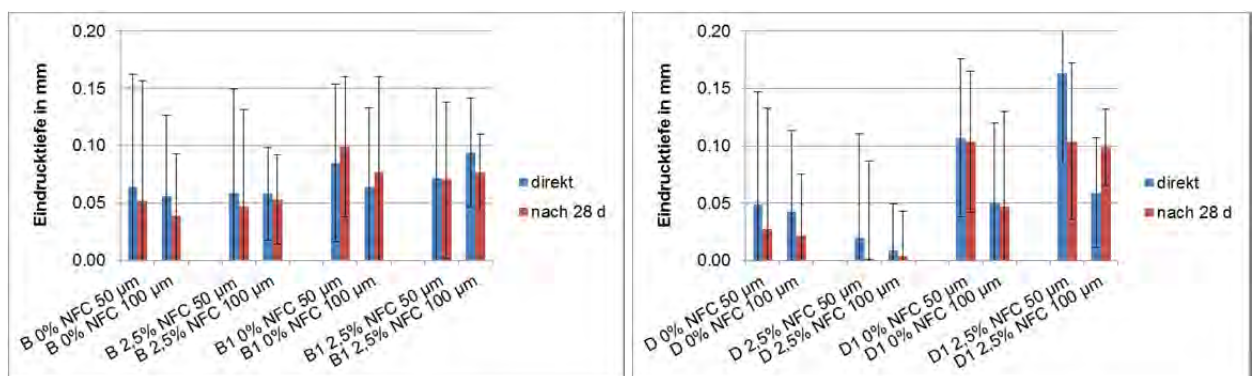 Eindrucktiefe in mm
0.20
0.15
0.10
0.05
0.00
B 0% NFC 50 µm
B 0% NFC 100 µm
B 2,5% NFC 50 µm
B 2,5% NFC 100 µm
B1 0% NFC 50 µm
B1 0% NFC 100 µm
B1 2,5% NFC 50 µm
B1 2,5% NFC 100 µm
direkt
nach 28 d
Eindrucktiefe in mm
0.20
0.15
0.10
0.05
0.00
D 0% NFC 50 µm
D 0% NFC 100 µm
D 2,5% NFC 50 µm
D 2,5% NFC 100 µm
D1 0% NFC 50 µm
D1 0% NFC 100 µm
D1 2,5% NFC 50 µm
D1 2,5% NFC 100 µm
direkt
nach 28 d